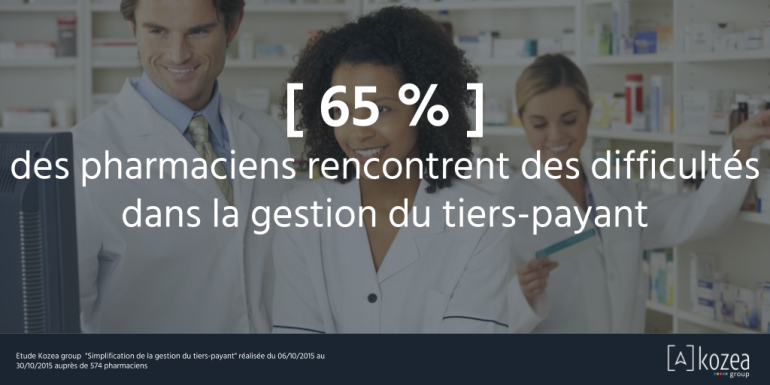 [ 65 % ]
des pharmaciens rencontrent des difficultés
dans la gestion du tiers-payant
Etude Kozea group "Simplification de la gestion du tiers-payant" réalisée du 06/10/2015 au
30/10/2015 auprès de 574 pharmaciens
[A] kozea
group